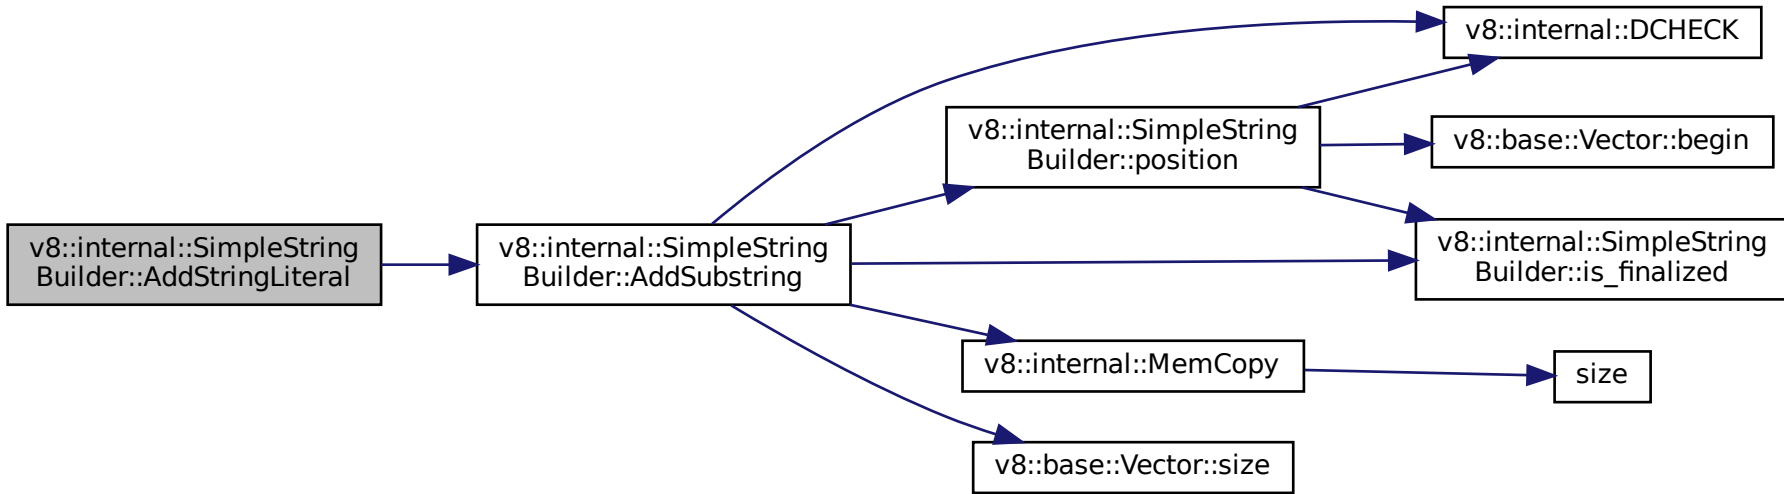 v8::internal::SimpleString
Builder::AddStringLiteral
v8::internal::SimpleString
Builder::AddSubstring
v8::internal::DCHECK
v8::internal::SimpleString
Builder::position
v8::base::Vector::begin
v8::internal::SimpleString
Builder::is_finalized
v8::internal::MemCopy
size
v8::base::Vector::size